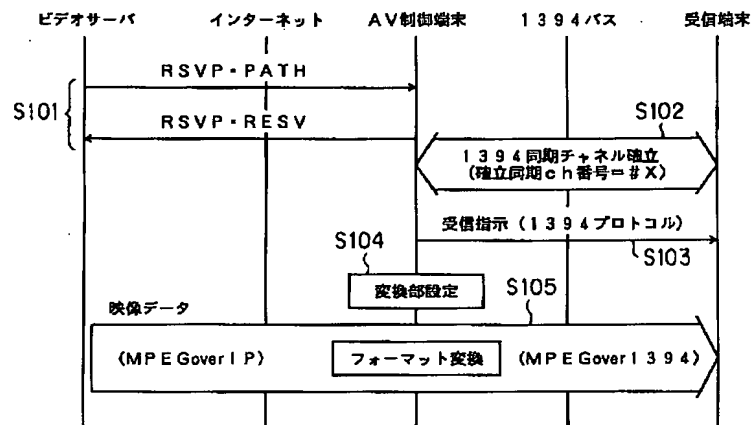 ビデオサーバ インターネット AV制御端末 1394バス 受信端末
RSVP・PATH
S101
RSVP・RESV
S102
1394同期チャネル確立
(確立同期ch番号=#X)
受信指示(1394プロトコル)
S103
S104
変換部設定
S105
映像データ
(MPEGoverIP) フォーマット変換 (MPEGover1394)